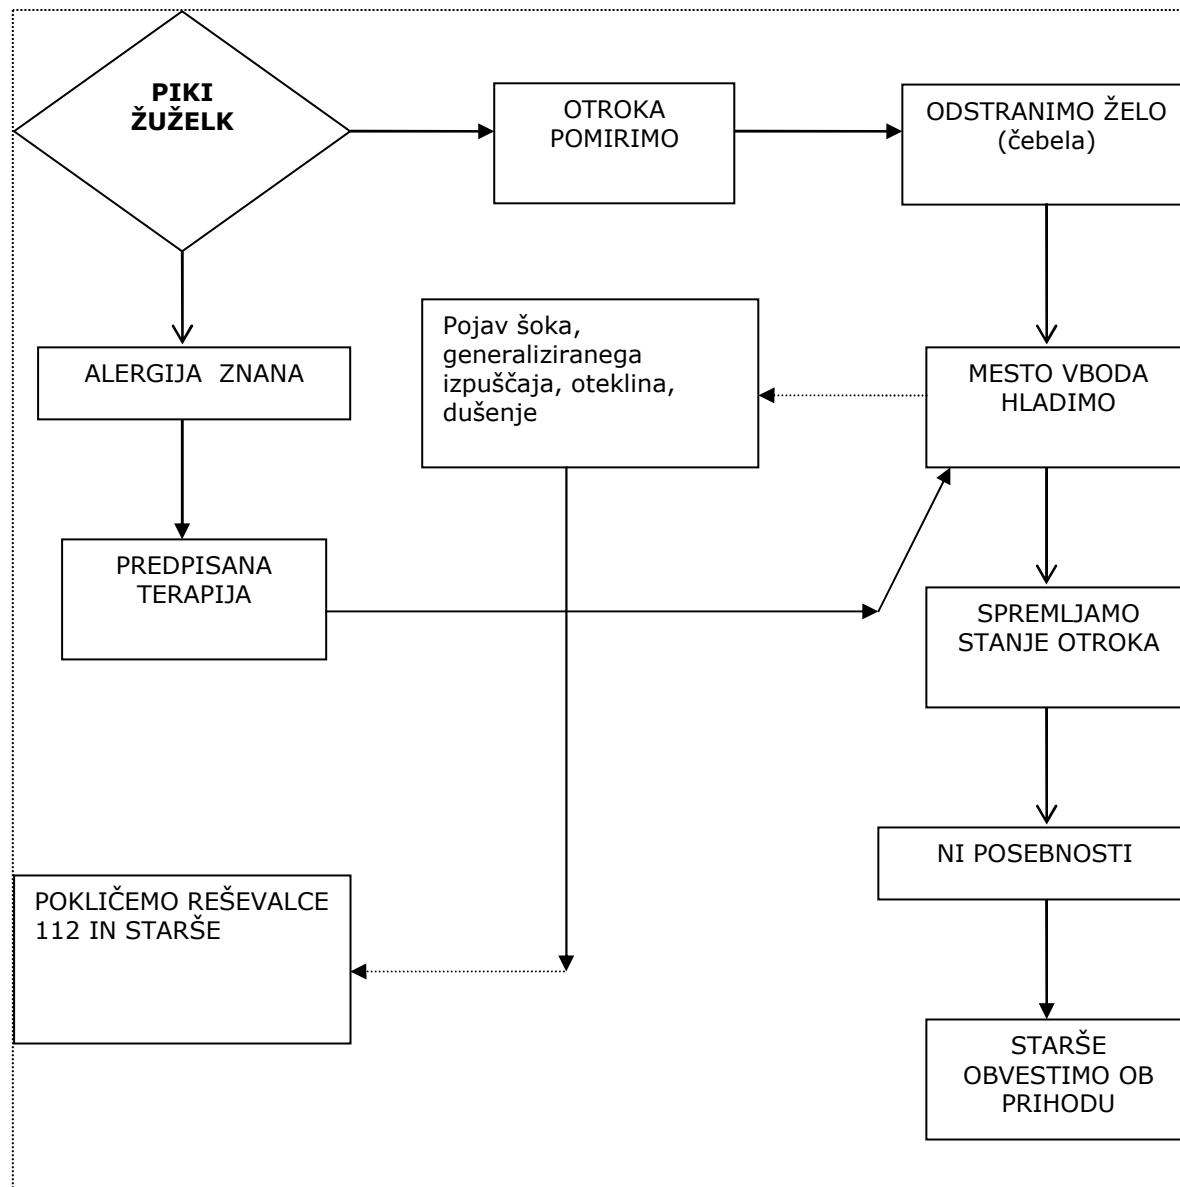 PIKI
ŽUŽELK
OTROKA
POMIRIMO
ODSTRANIMO ŽELO
(čebela)
Pojav šoka,
generaliziranega
izpuščaja, oteklina,
dušenje
ALERGIJA ZNANA
MESTO VBODA
HLADIMO
PREDPISANA
TERAPIJA
SPREMLJAMO
STANJE OTROKA
NI POSEBNOSTI
POKLIČEMO REŠEVALCE
112 IN STARŠE
STARŠE
OBVESTIMO OB
PRIHODU